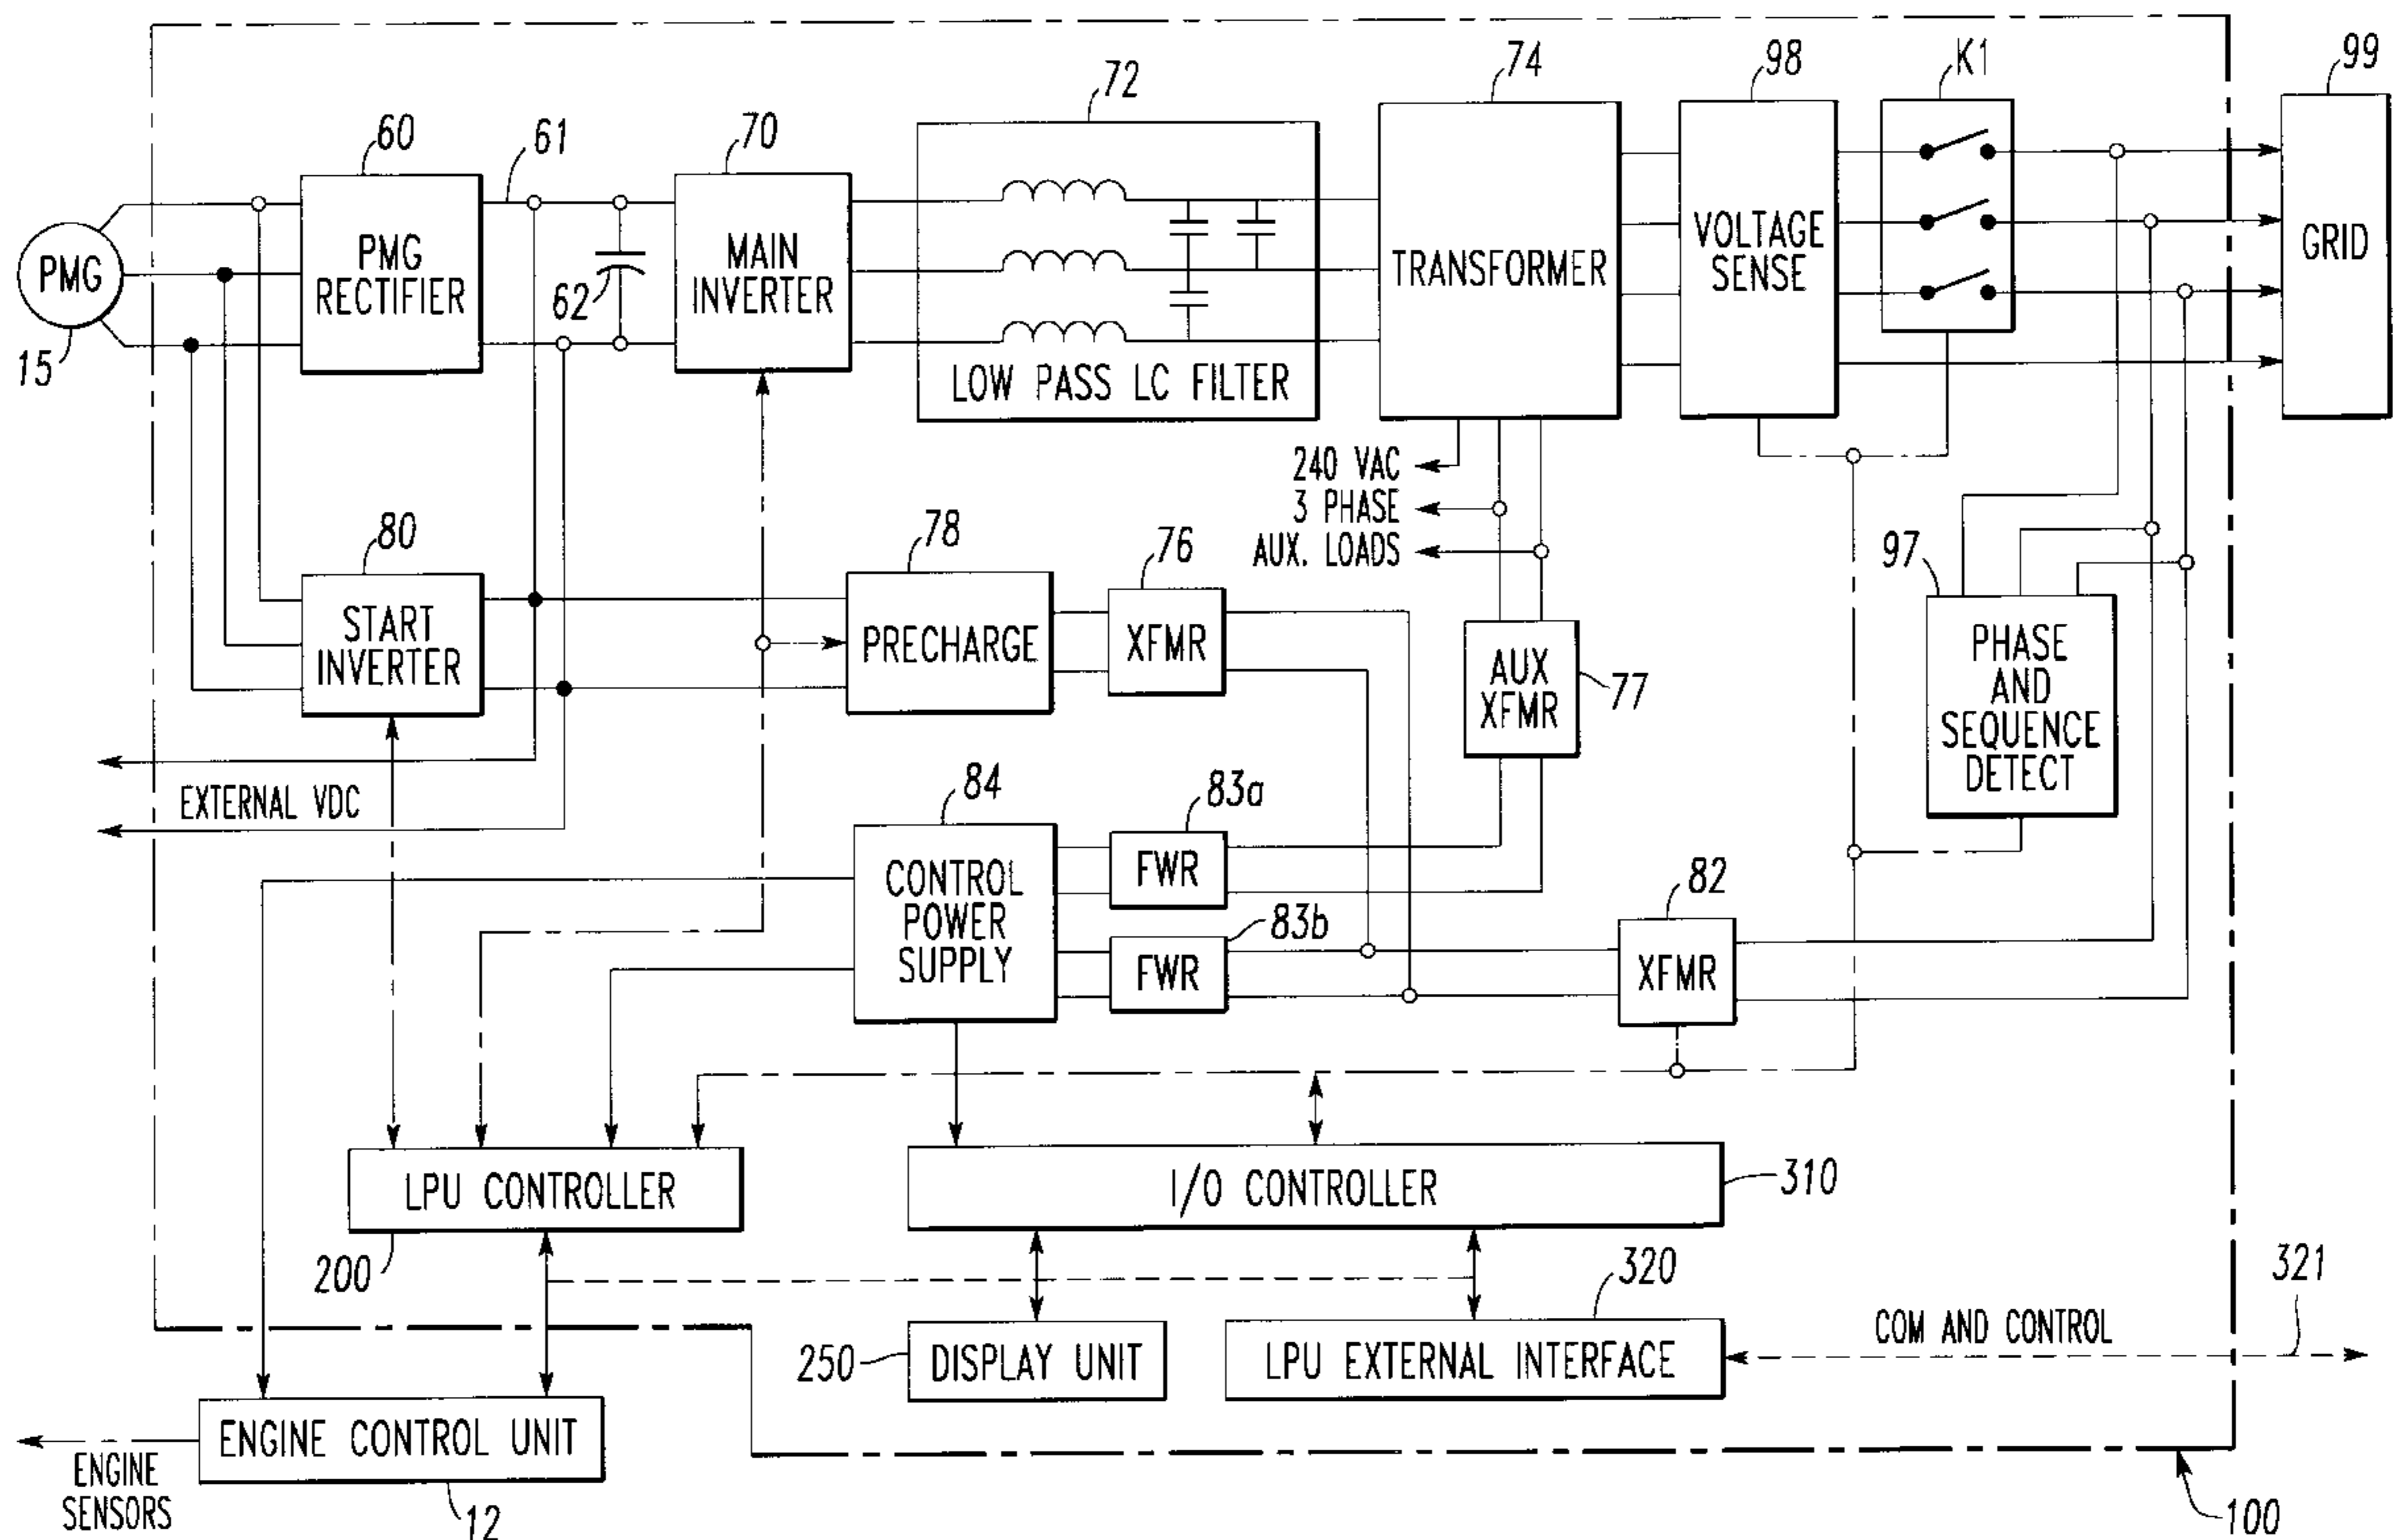 72
74
98
K1
99
60
61
70
PMG
15
PMG
RECTIFIER
62
MAIN
INVERTER
LOW PASS LC FILTER
TRANSFORMER
VOLTAGE
SENSE
GRID
240 VAC
3 PHASE
AUX. LOADS
80
START
INVERTER
78
PRECHARGE
76
XFMR
AUX
XFMR
77
97
PHASE
AND
SEQUENCE
DETECT
EXTERNAL VDC
84
CONTROL
POWER
SUPPLY
83a
FWR
83b
FWR
82
XFMR
LPU CONTROLLER
200
I/O CONTROLLER
310
250
DISPLAY UNIT
320
LPU EXTERNAL INTERFACE
COM AND CONTROL
321
ENGINE CONTROL UNIT
12
ENGINE
SENSORS
100